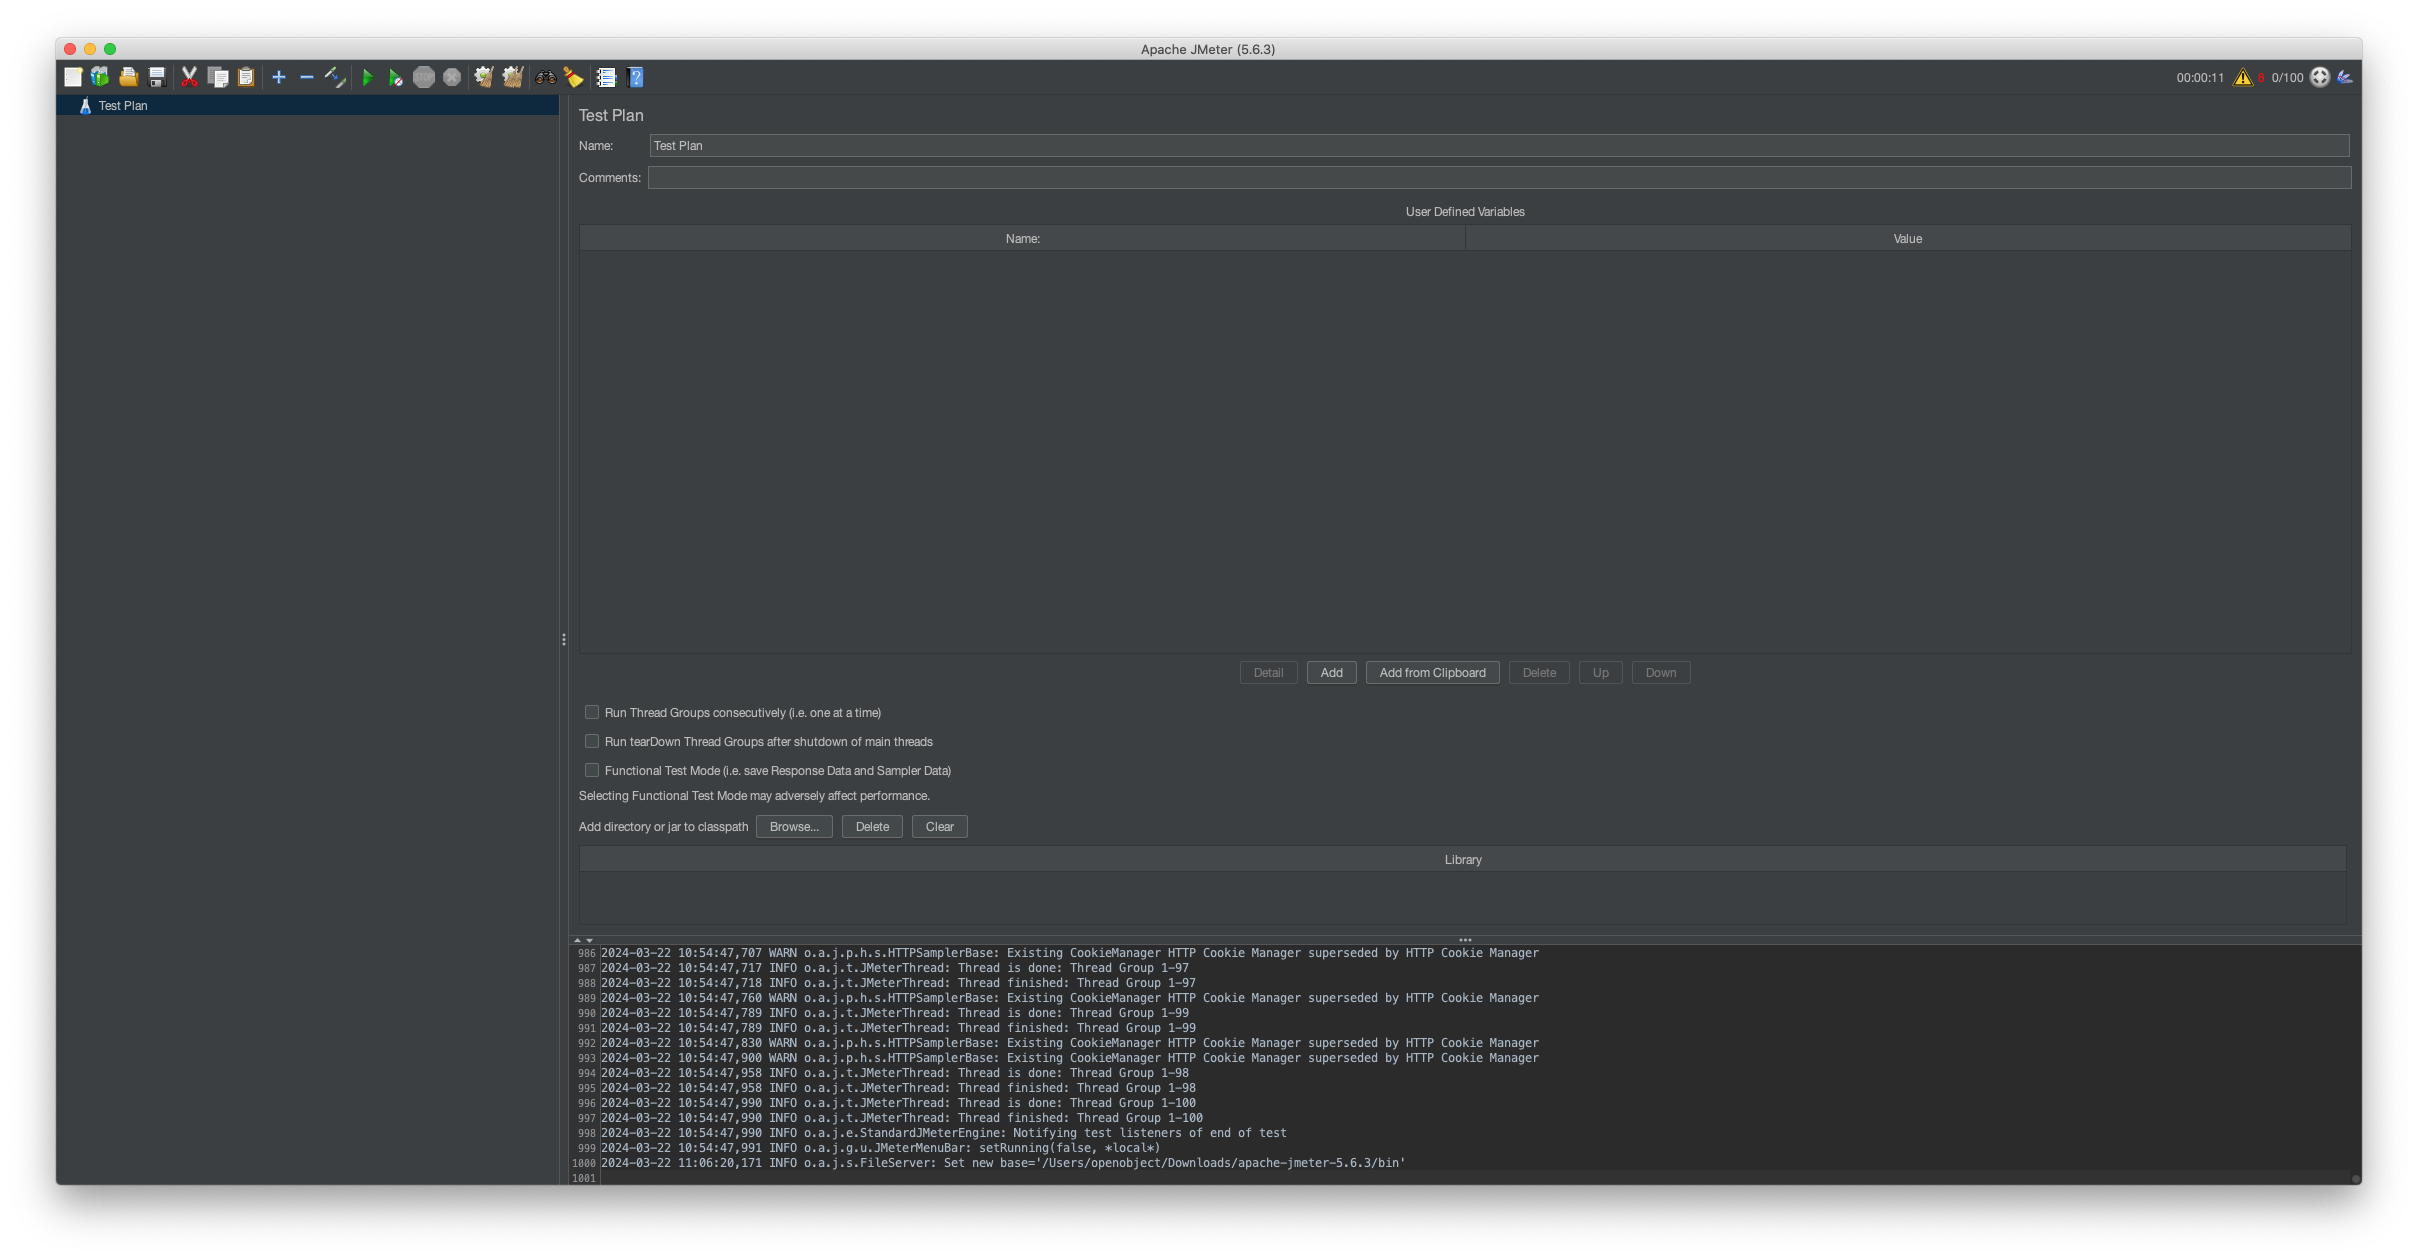 Apache JMeter (5.6.3)
STOP
00:00:11 8 0/100
Test Plan
Test Plan
Name: Test Plan
Comments:
User Defined Variables
Name: Value
Detail Add Add from Clipboard Delete Up Down
Run Thread Groups consecutively (i.e. one at a time)
Run tearDown Thread Groups after shutdown of main threads
Functional Test Mode (i.e. save Response Data and Sampler Data)
Selecting Functional Test Mode may adversely affect performance.
Add directory or jar to classpath Browse... Delete Clear
Library
986 2024-03-22 10:54:47,707 WARN o.a.j.p.h.s.HTTPSamplerBase: Existing CookieManager HTTP Cookie Manager superseded by HTTP Cookie Manager
987 2024-03-22 10:54:47,717 INFO o.a.j.t.JMeterThread: Thread is done: Thread Group 1-97
988 2024-03-22 10:54:47,718 INFO o.a.j.t.JMeterThread: Thread finished: Thread Group 1-97
989 2024-03-22 10:54:47,760 WARN o.a.j.p.h.s.HTTPSamplerBase: Existing CookieManager HTTP Cookie Manager superseded by HTTP Cookie Manager
990 2024-03-22 10:54:47,789 INFO o.a.j.t.JMeterThread: Thread is done: Thread Group 1-99
991 2024-03-22 10:54:47,789 INFO o.a.j.t.JMeterThread: Thread finished: Thread Group 1-99
992 2024-03-22 10:54:47,830 WARN o.a.j.p.h.s.HTTPSamplerBase: Existing CookieManager HTTP Cookie Manager superseded by HTTP Cookie Manager
993 2024-03-22 10:54:47,900 WARN o.a.j.p.h.s.HTTPSamplerBase: Existing CookieManager HTTP Cookie Manager superseded by HTTP Cookie Manager
994 2024-03-22 10:54:47,958 INFO o.a.j.t.JMeterThread: Thread is done: Thread Group 1-98
995 2024-03-22 10:54:47,958 INFO o.a.j.t.JMeterThread: Thread finished: Thread Group 1-98
996 2024-03-22 10:54:47,990 INFO o.a.j.t.JMeterThread: Thread is done: Thread Group 1-100
997 2024-03-22 10:54:47,990 INFO o.a.j.t.JMeterThread: Thread finished: Thread Group 1-100
998 2024-03-22 10:54:47,990 INFO o.a.j.e.StandardJMeterEngine: Notifying test listeners of end of test
999 2024-03-22 10:54:47,991 INFO o.a.j.g.u.JMeterMenuBar: setRunning(false, *local*)
1000 2024-03-22 11:06:20,171 INFO o.a.j.s.FileServer: Set new base='/Users/openobject/Downloads/apache-jmeter-5.6.3/bin'
1001